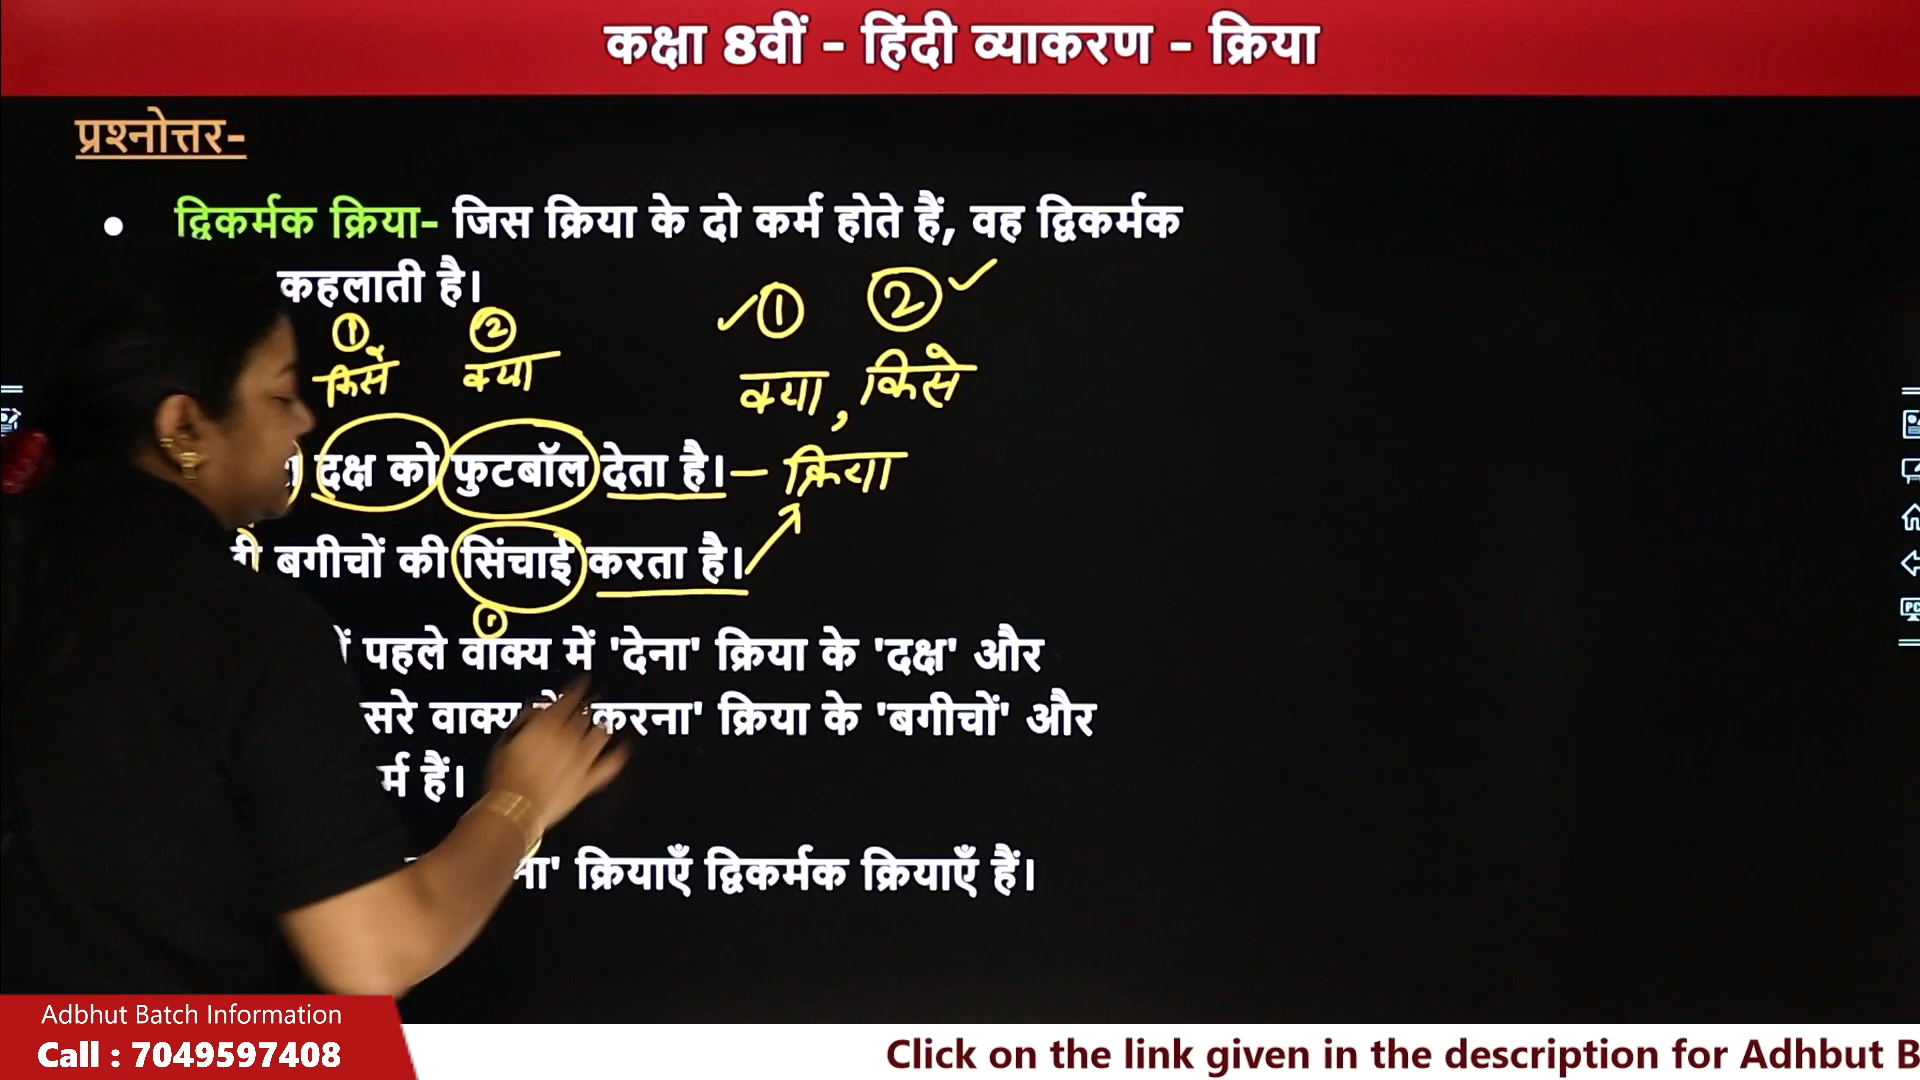 कक्षा 8वीं - हिंदी व्याकरण - क्रिया
प्रश्नोत्तर-
• द्विकर्मक क्रिया- जिस क्रिया के दो कर्म होते हैं, वह द्विकर्मक
कहलाती है।
① ② ① ②
किसे क्या क्या, किसे
दक्ष को फुटबॉल देता है। – क्रिया
बगीचों की सिंचाई करता है।
पहले वाक्य में 'देना' क्रिया के 'दक्ष' और
वाक्य करना' क्रिया के 'बगीचों' और
हैं।
क्रियाएँ द्विकर्मक क्रियाएँ हैं।
Adbhut Batch Information
Call : 7049597408
Click on the link given in the description for Adhbut B